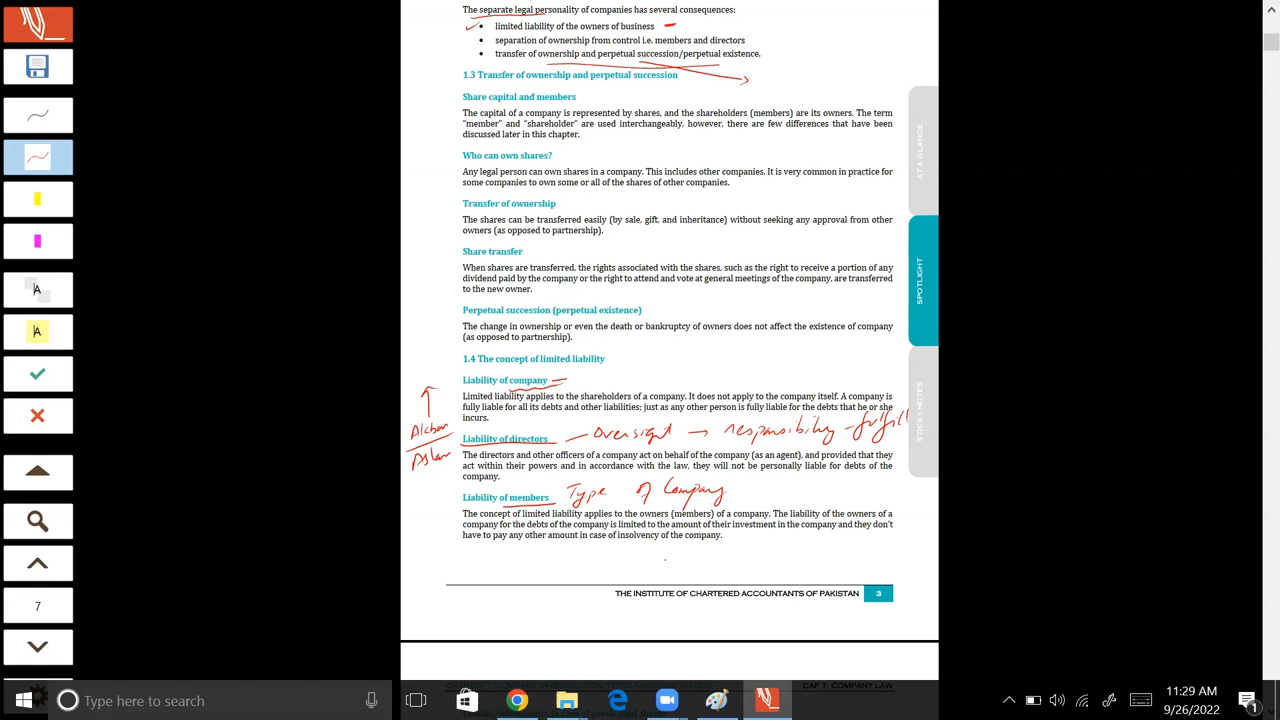 The separate legal personality of companies has several consequences:
• limited liability of the owners of business
• separation of ownership from control i.e. members and directors
• transfer of ownership and perpetual succession/perpetual existence.
1.3 Transfer of ownership and perpetual succession
Share capital and members
The capital of a company is represented by shares, and the shareholders (members) are its owners. The term
“member” and “shareholder” are used interchangeably, however, there are few differences that have been
discussed later in this chapter.
Who can own shares?
Any legal person can own shares in a company. This includes other companies. It is very common in practice for
some companies to own some or all of the shares of other companies.
Transfer of ownership
The shares can be transferred easily (by sale, gift, and inheritance) without seeking any approval from other
owners (as opposed to partnership).
Share transfer
When shares are transferred, the rights associated with the shares, such as the right to receive a portion of any
dividend paid by the company or the right to attend and vote at general meetings of the company, are transferred
to the new owner.
Perpetual succession (perpetual existence)
The change in ownership or even the death or bankruptcy of owners does not affect the existence of company
(as opposed to partnership).
1.4 The concept of limited liability
Liability of company
Limited liability applies to the shareholders of a company. It does not apply to the company itself. A company is
fully liable for all its debts and other liabilities; just as any other person is fully liable for the debts that he or she
incurs.
Liability of directors — oversight → responsibility - fulfill
The directors and other officers of a company act on behalf of the company (as an agent), and provided that they
act within their powers and in accordance with the law, they will not be personally liable for debts of the
company.
Liability of members Type of Company
The concept of limited liability applies to the owners (members) of a company. The liability of the owners of a
company for the debts of the company is limited to the amount of their investment in the company and they don’t
have to pay any other amount in case of insolvency of the company.
THE INSTITUTE OF CHARTERED ACCOUNTANTS OF PAKISTAN 3
CAF 7: COMPANY LAW
AT A GLANCE
SPOTLIGHT
STICKY NOTES
A
A
7
Type here to search
11:29 AM
9/26/2022
1